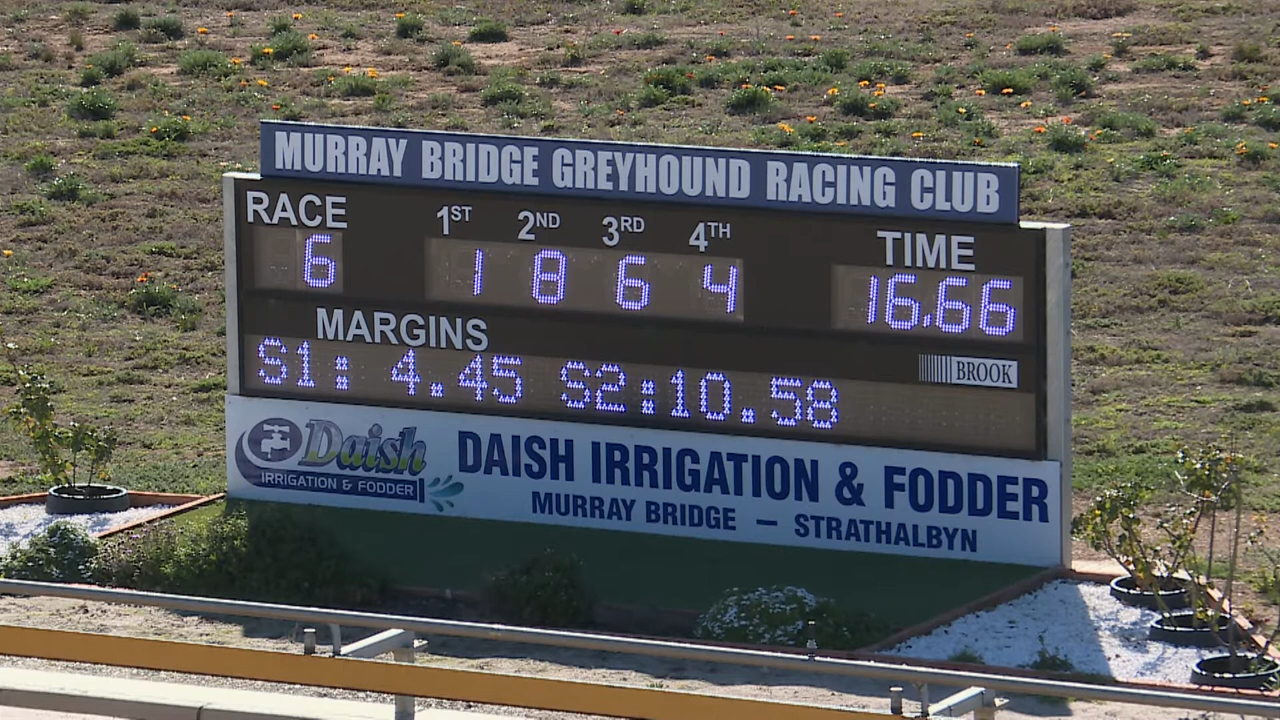 MURRAY BRIDGE GREYHOUND RACING CLUB
RACE 1ST 2ND 3RD 4TH TIME
6 1 8 6 4 16.66
MARGINS
BROOK
S1: 4.45 S2:10.58
Daish
IRRIGATION & FODDER
DAISH IRRIGATION & FODDER
MURRAY BRIDGE – STRATHALBYN